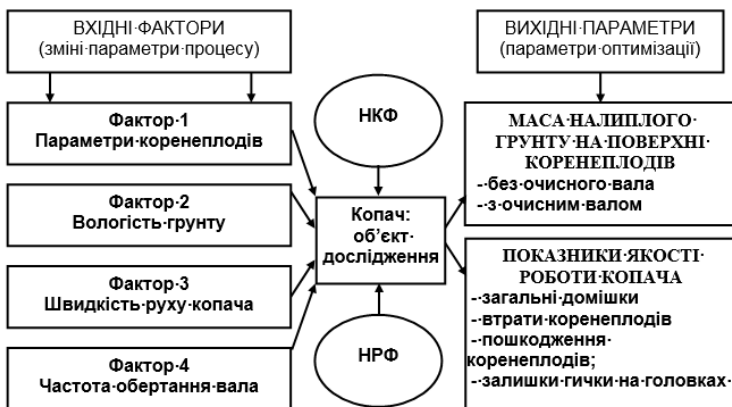 ВХІДНІ·ФАКТОРИ
(зміні·параметри·процесу)
Фактор·1
Параметри·коренеплодів
Фактор·2
Вологість·грунту
Фактор·3
Швидкість·руху·копача
Фактор·4
Частота·обертання·вала
НКФ
Копач:
об’єкт·
дослідження
НРФ
ВИХІДНІ·ПАРАМЕТРИ
(параметри·оптимізації)
МАСА·НАЛИПЛОГО·
ГРУНТУ·НА·ПОВЕРХНІ·
КОРЕНЕПЛОДІВ
-·без·очисного·вала
-·з·очисним·валом
ПОКАЗНИКИ·ЯКОСТІ·
РОБОТИ·КОПАЧА
-·загальні·домішки
-·втрати·коренеплодів
-·пошкодження·
коренеплодів;
-·залишки·гички·на·головках·